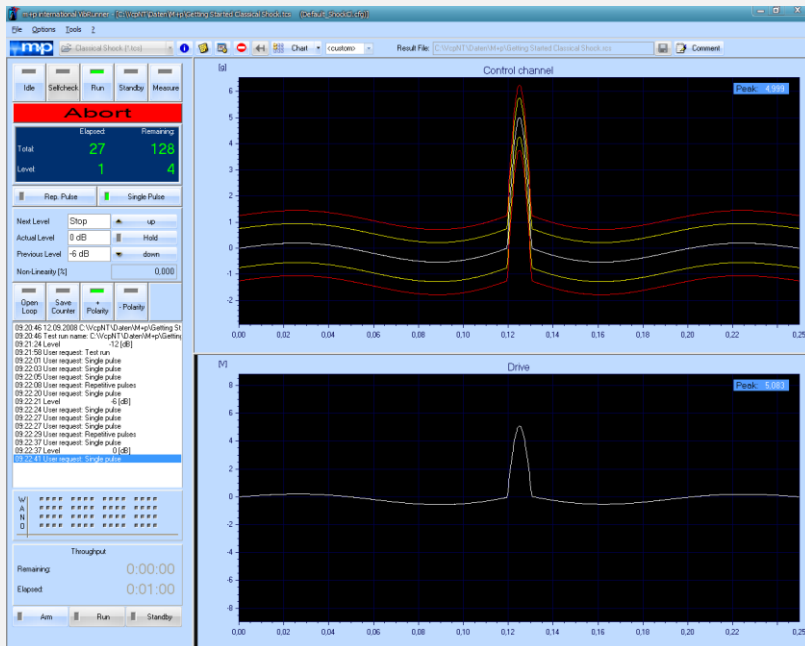 m+p international VcpRunner - [C:\VcpNT\Daten\M+p\Getting Started Classical Shock.tcs (Default_ShockIO.cfg)]
File Options Tools ?
mp Classical Shock (*.tcs) Chart <custom> Result File: C:\VcpNT\Daten\M+p\Getting Started Classical Shock.rcs Comment
Idle Selfcheck Run Standby Measure
Abort
Elapsed: Remaining:
Total: 27 128
Level: 1 4
Rep. Pulse Single Pulse
Next Level Stop up
Actual Level 0 dB Hold
Previous Level -6 dB down
Non-Linearity [%] 0,000
Open Loop Save Counter + Polarity - Polarity
09:20:46 12.09.2008 C:\VcpNT\Daten\M+p\Getting St
09:20:46 Test run name: C:\VcpNT\Daten\M+p\Getting
09:21:24 Level -12 [dB]
09:21:58 User request: Test run
09:22:01 User request: Single pulse
09:22:03 User request: Single pulse
09:22:05 User request: Single pulse
09:22:08 User request: Repetitive pulses
09:22:20 User request: Single pulse
09:22:21 Level -6 [dB]
09:22:24 User request: Single pulse
09:22:27 User request: Single pulse
09:22:27 User request: Single pulse
09:22:29 User request: Repetitive pulses
09:22:37 User request: Single pulse
09:22:37 Level 0 [dB]
09:22:41 User request: Single pulse
W
A
N
O
Throughput
Remaining: 0:00:00
Elapsed: 0:01:00
Arm Run Standby
[g] Control channel
Peak: 4,999
6
5
4
3
2
1
0
-1
-2
0,00 0,02 0,04 0,06 0,08 0,10 0,12 0,14 0,16 0,18 0,20 0,22 0,25
[V] Drive
Peak: 5,083
8
6
4
2
0
-2
-4
-6
-8
0,00 0,02 0,04 0,06 0,08 0,10 0,12 0,14 0,16 0,18 0,20 0,22 0,25